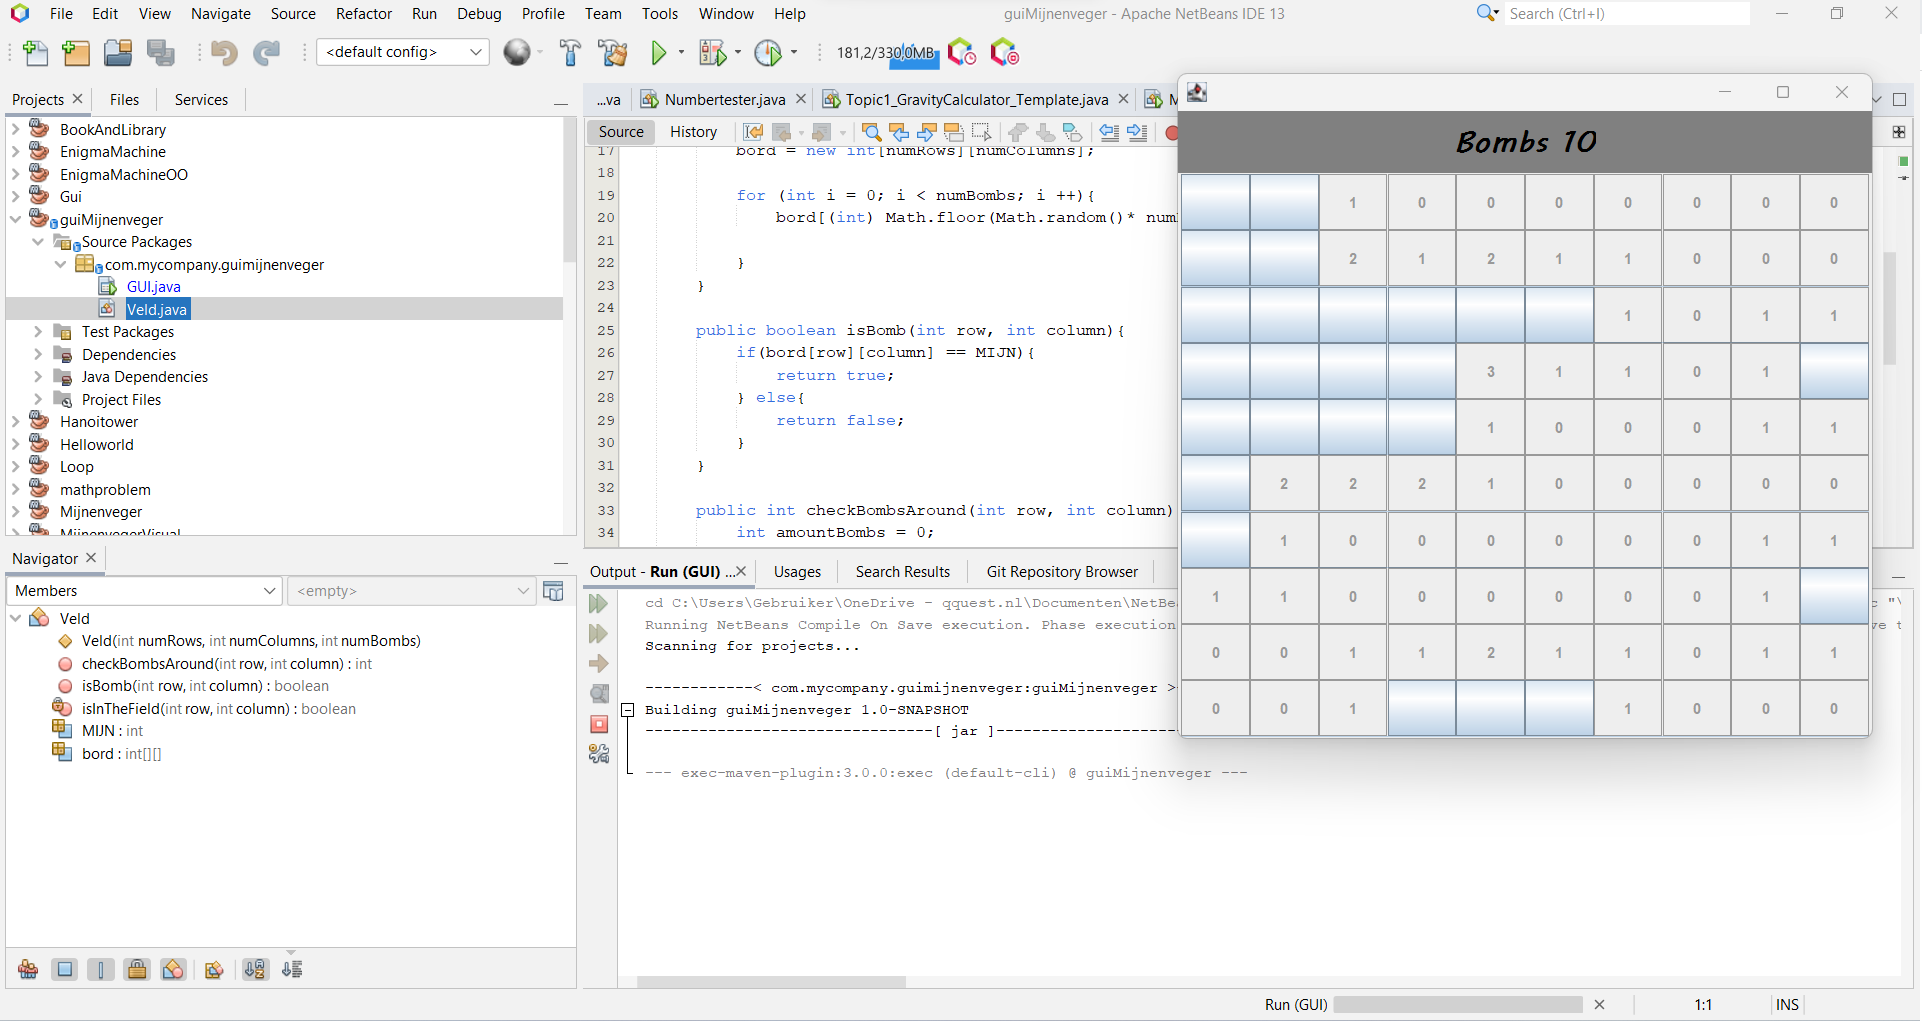 File Edit View Navigate Source Refactor Run Debug Profile Team Tools Window Help
guiMijnenveger - Apache NetBeans IDE 13
Search (Ctrl+I)
<default config>
181,2/330,0MB
Projects Files Services
BookAndLibrary
EnigmaMachine
EnigmaMachineOO
Gui
guiMijnenveger
Source Packages
com.mycompany.guimijnenveger
GUI.java
Veld.java
Test Packages
Dependencies
Java Dependencies
Project Files
Hanoitower
Helloworld
Loop
mathproblem
Mijnenveger
MijnenvegerVisual
Navigator
Members
<empty>
Veld
Veld(int numRows, int numColumns, int numBombs)
checkBombsAround(int row, int column) : int
isBomb(int row, int column) : boolean
isInTheField(int row, int column) : boolean
MIJN : int
bord : int[][]
...va Numbertester.java Topic1_GravityCalculator_Template.java M
Source History
17 bord = new int[numRows][numColumns];
18
19 for (int i = 0; i < numBombs; i ++){
20 bord[(int) Math.floor(Math.random()* num
21
22 }
23 }
24
25 public boolean isBomb(int row, int column){
26 if(bord[row][column] == MIJN){
27 return true;
28 } else{
29 return false;
30 }
31 }
32
33 public int checkBombsAround(int row, int column)
34 int amountBombs = 0;
Output - Run (GUI) ... Usages Search Results Git Repository Browser
cd C:\Users\Gebruiker\OneDrive - qquest.nl\Documenten\NetBea c "\
Running NetBeans Compile On Save execution. Phase execution ve t
Scanning for projects...
------------< com.mycompany.guimijnenveger:guiMijnenveger >-
Building guiMijnenveger 1.0-SNAPSHOT
--------------------------------[ jar ]---------------------
--- exec-maven-plugin:3.0.0:exec (default-cli) @ guiMijnenveger ---
Bombs 10
1 0 0 0 0 0 0 0
2 1 2 1 1 0 0 0
1 0 1 1
3 1 1 0 1
1 0 0 0 1 1
2 2 2 1 0 0 0 0 0
1 0 0 0 0 0 0 1 1
1 1 0 0 0 0 0 0 1
0 0 1 1 2 1 1 0 1 1
0 0 1 1 0 0 0
Run (GUI)
1:1
INS